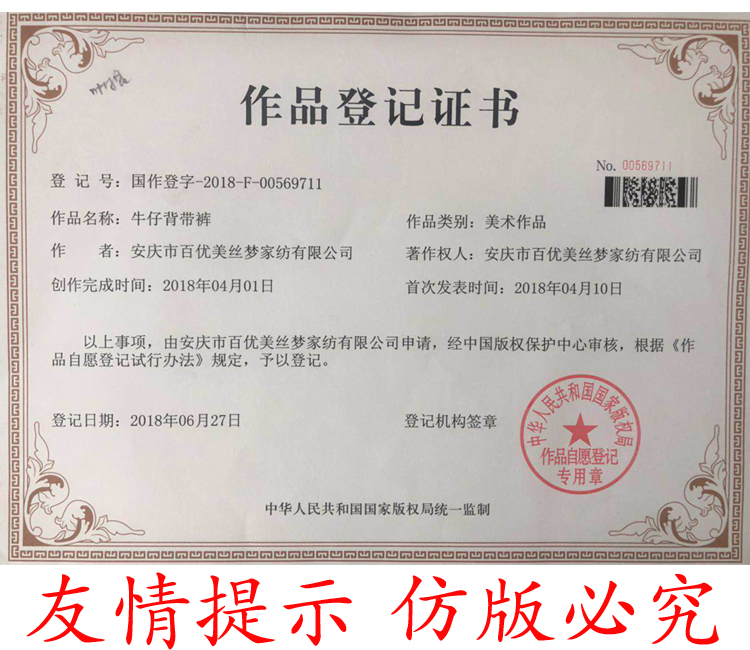 作品登记证书
No. 00569711
登 记 号：国作登字-2018-F-00569711
作品名称：牛仔背带裤
作品类别：美术作品
作 者：安庆市百优美丝梦家纺有限公司
著作权人：安庆市百优美丝梦家纺有限公司
创作完成时间：2018年04月01日
首次发表时间：2018年04月10日
以上事项，由安庆市百优美丝梦家纺有限公司申请，经中国版权保护中心审核，根据《作
品自愿登记试行办法》规定，予以登记。
登记日期：2018年06月27日
登记机构签章
中华人民共和国国家版权局
作品自愿登记
专用章
中华人民共和国国家版权局统一监制
友情提示 仿版必究